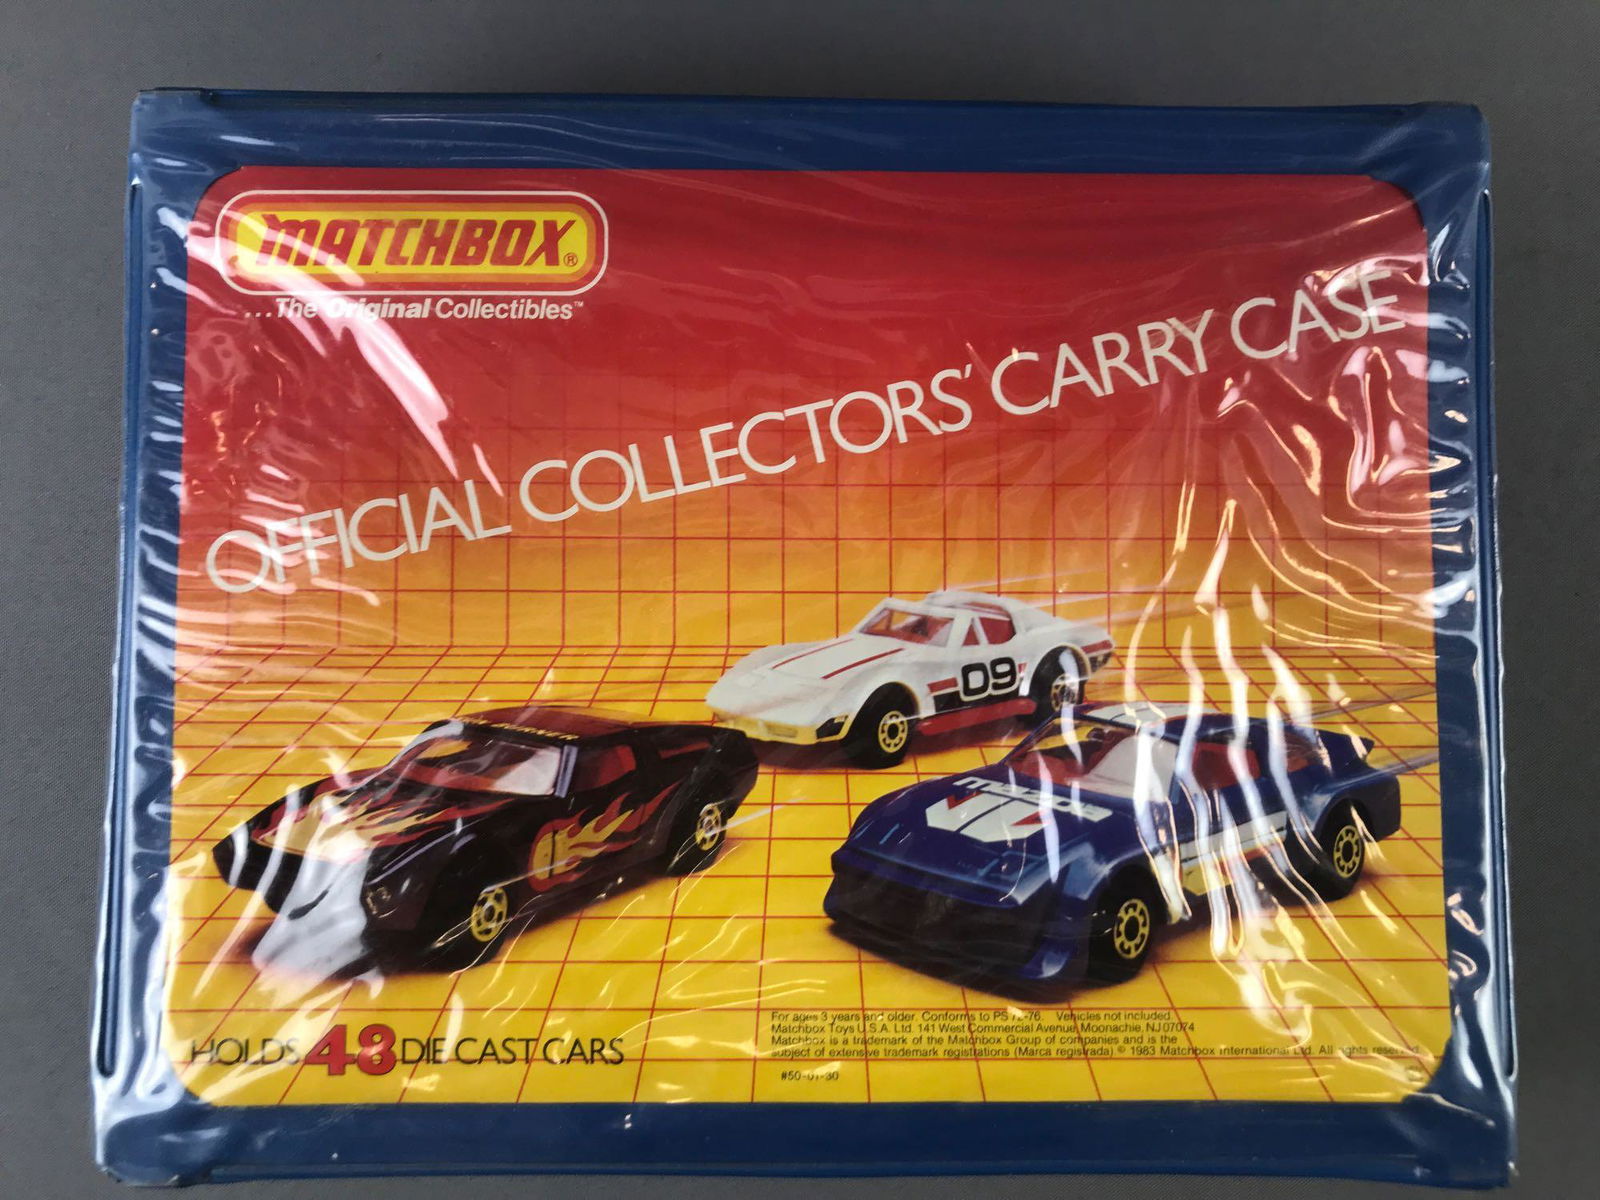 MATCHBOX®
...The Original Collectibles™
OFFICIAL COLLECTORS' CARRY CASE
09
BURNER
HOLDS 48 DIE CAST CARS
For ages 3 years and older. Conforms to PS 72-76. Vehicles not included.
Matchbox Toys U.S.A. Ltd. 141 West Commercial Avenue, Moonachie, NJ 07074
Matchbox is a trademark of the Matchbox Group of companies and is the
subject of extensive trademark registrations (Marca registrada) © 1983 Matchbox International Ltd. All rights reserved.
#50-01-30